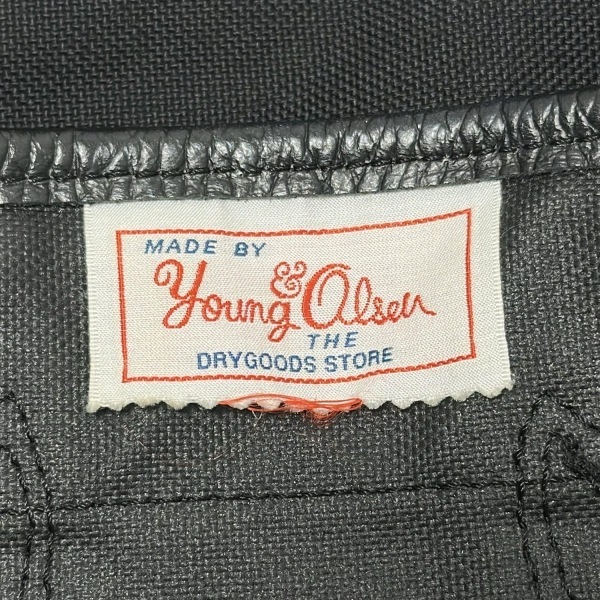 MADE BY
Young & Olsen
THE
DRYGOODS STORE